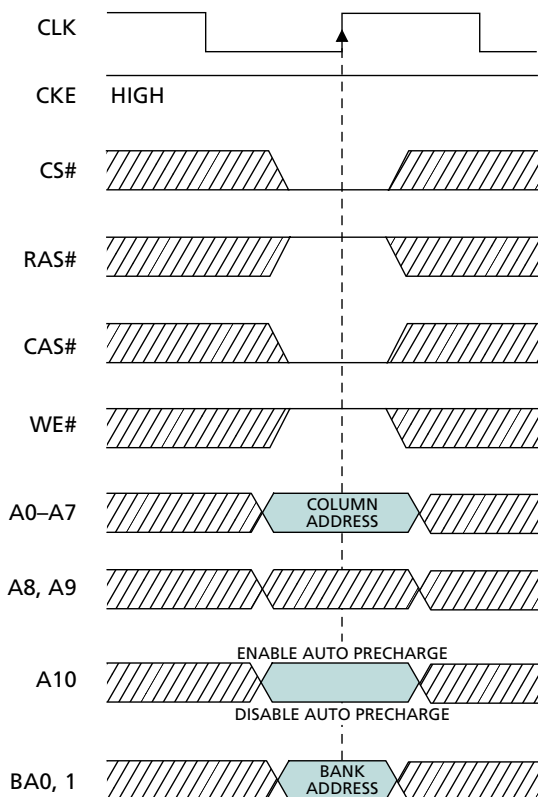 CLK
CKE HIGH
CS#
RAS#
CAS#
WE#
A0–A7
COLUMN
ADDRESS
A8, A9
ENABLE AUTO PRECHARGE
A10
DISABLE AUTO PRECHARGE
BA0, 1
BANK
ADDRESS